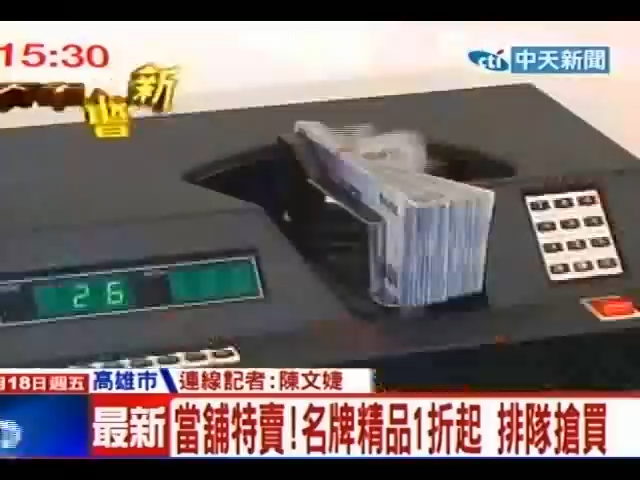 15:30
cti 中天新聞
新
26
月18日週五 高雄市 連線記者:陳文婕
最新 當舖特賣!名牌精品1折起 排隊搶買